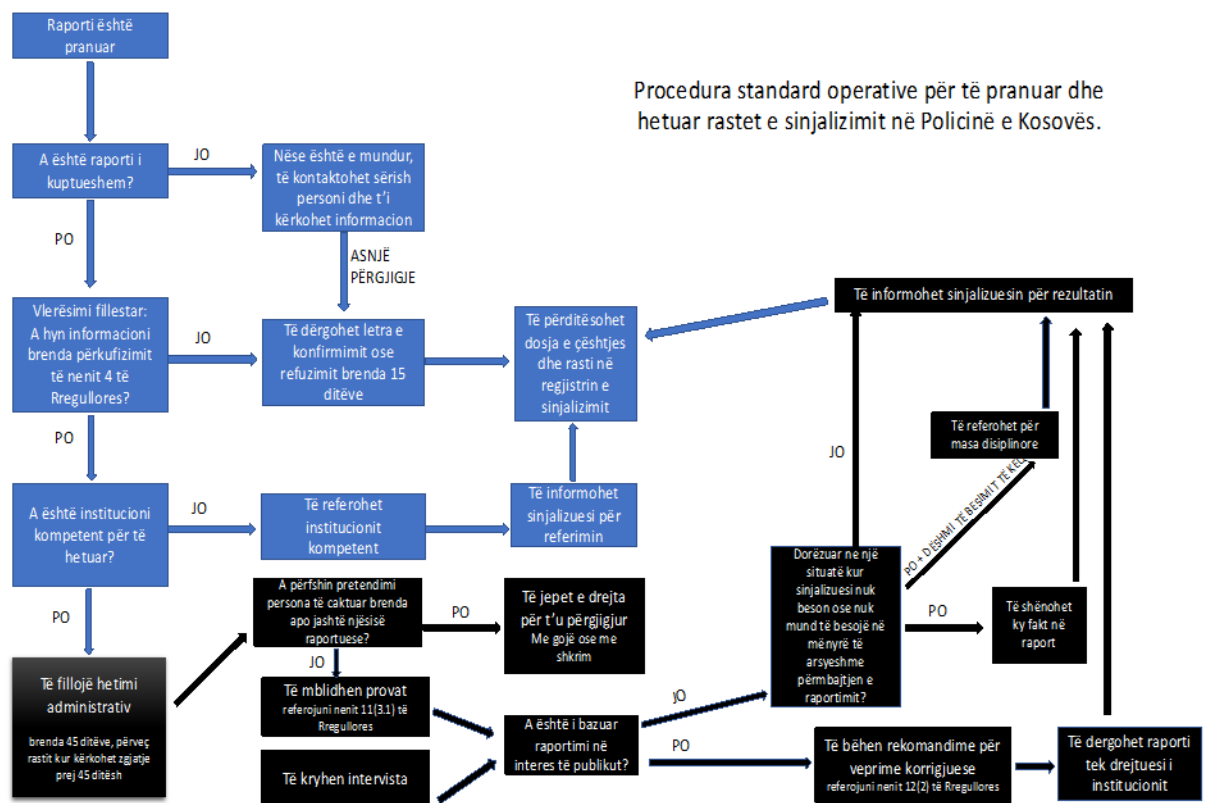 Raporti është
pranuar
Procedura standard operative për të pranuar dhe
hetuar rastet e sinjalizimit në Policinë e Kosovës.
A është raporti i
kuptueshem?
JO
Nëse është e mundur,
të kontaktohet sërish
personi dhe t'i
kërkohet informacion
PO
ASNJË
PËRGJIGJE
Vlerësimi fillestar:
A hyn informacioni
brenda përkufizimit
të nenit 4 të
Rregullores?
JO
Të dërgohet letra e
konfirmimit ose
refuzimit brenda 15
ditëve
Të përditësohet
dosja e çështjes
dhe rasti në
regjistrin e
sinjalizimit
Të informohet sinjalizuesin për rezultatin
PO
A është institucioni
kompetent për të
hetuar?
JO
Të referohet
institucionit
kompetent
Të informohet
sinjalizuesi për
referimin
JO
Të referohet për
masa disiplinore
PO + DËSHMI TË BESIMIT TË KEQ
PO
A përfshin pretendimi
persona të caktuar brenda
apo jashtë njësisë
raportuese?
PO
Të jepet e drejta
për t'u përgjigjur
Me gojë ose me
shkrim
Dorëzuar ne një
situatë kur
sinjalizuesi nuk
beson ose nuk
mund të besojë në
mënyrë të
arsyeshme
përmbajtjen e
raportimit?
PO
Të shënohet
ky fakt në
raport
Të fillojë hetimi
administrativ
brenda 45 ditëve, përveç
rastit kur kërkohet zgjatje
prej 45 ditësh
JO
Të mblidhen provat
referojuni nenit 11(3.1) të
Rregullores
Të kryhen intervista
A është i bazuar
raportimi në
interes të publikut?
JO
PO
Të bëhen rekomandime për
veprime korrigjuese
referojuni nenit 12(2) të Rregullores
Të dergohet raporti
tek drejtuesi i
institucionit